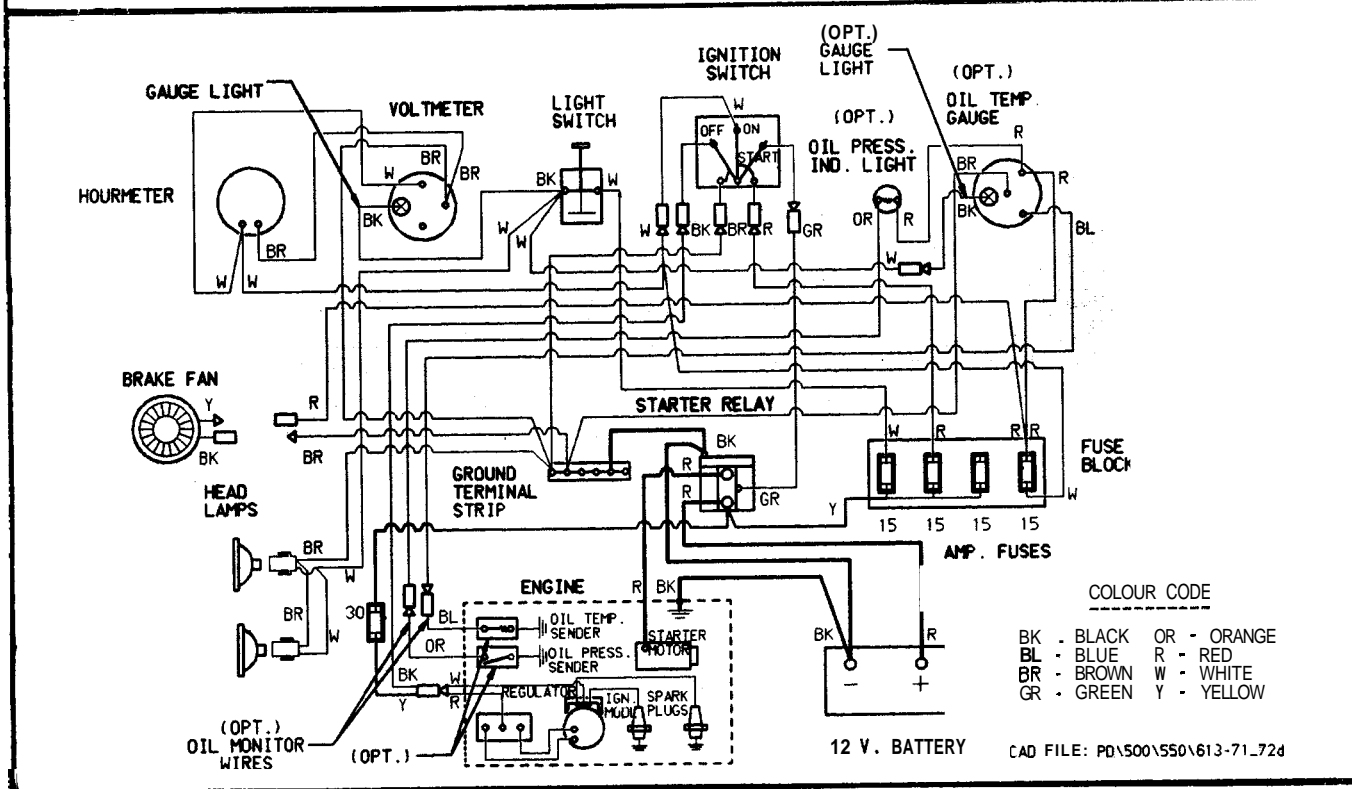 (OPT.)
GAUGE
LIGHT
IGNITION
SWITCH
(OPT.)
OIL TEMP.
GAUGE
GAUGE LIGHT
VOLTMETER
LIGHT
SWITCH
(OPT.)
OIL PRESS.
IND. LIGHT
W
OFF
ON
START
R
BR
BR
BR
W
BK
W
BK
R
HOURMETER
BK
BK
BR
W
W
W
BK
BR
R
GR
OR
R
BL
W
W
W
BRAKE FAN
Y
R
BK
BR
STARTER RELAY
BK
W
R
R
R
FUSE
BLOCK
HEAD
LAMPS
GROUND
TERMINAL
STRIP
R
R
GR
Y
W
15
15
15
15
AMP. FUSES
BR
W
ENGINE
R
BK
BR
W
30
BL
OR
OIL TEMP.
SENDER
OIL PRESS.
SENDER
STARTER
MOTOR
BK
R
BK
Y
W
R
REGULATOR
IGN.
MODL
SPARK
PLUGS
-
+
(OPT.)
OIL MONITOR
WIRES
(OPT.)
12 V. BATTERY
COLOUR CODE
BK . BLACK OR - ORANGE
BL - BLUE R - RED
BR - BROWN W - WHITE
GR - GREEN Y - YELLOW
CAD FILE: PD\500\550\613-71_72d